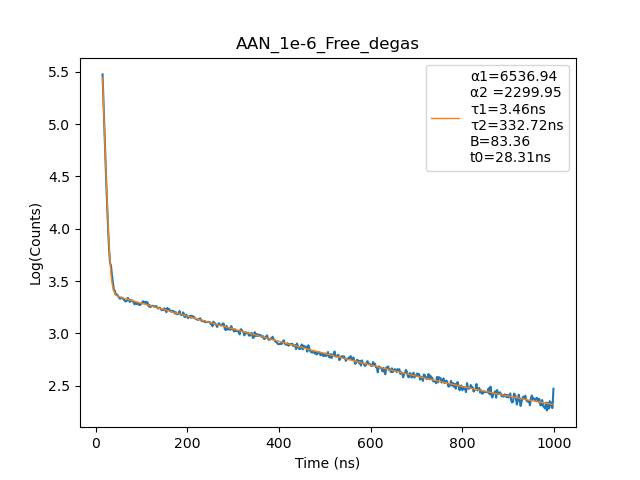 AAN_1e-6_Free_degas
5.5
5.0
4.5
4.0
3.5
3.0
2.5
Log(Counts)
α1=6536.94
α2 =2299.95
τ1=3.46ns
τ2=332.72ns
B=83.36
t0=28.31ns
0 200 400 600 800 1000
Time (ns)